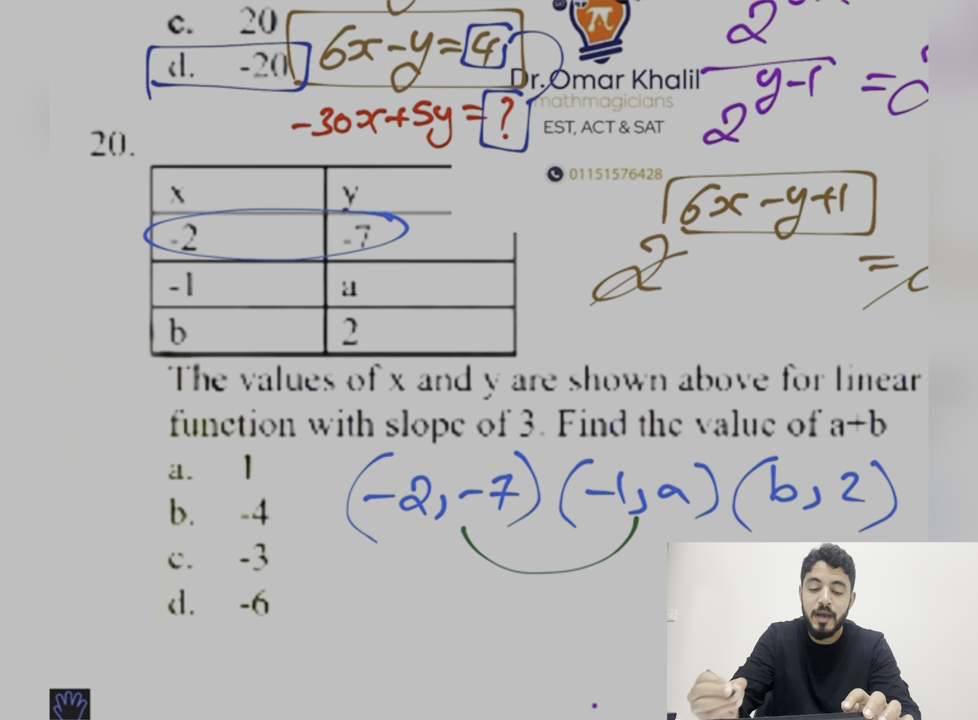 c. 20
d. -20
6x-y=4
-30x+5y=?
Dr.Omar Khalil
mathmagicians
EST, ACT & SAT
01151576428
2
2^{y-1} =
2^{6x-y+1} =
20.
x y
-2 -7
-1 a
b 2
The values of x and y are shown above for linear
function with slope of 3. Find the value of a+b
a. 1
b. -4
c. -3
d. -6
(-2,-7) (-1,a) (b,2)